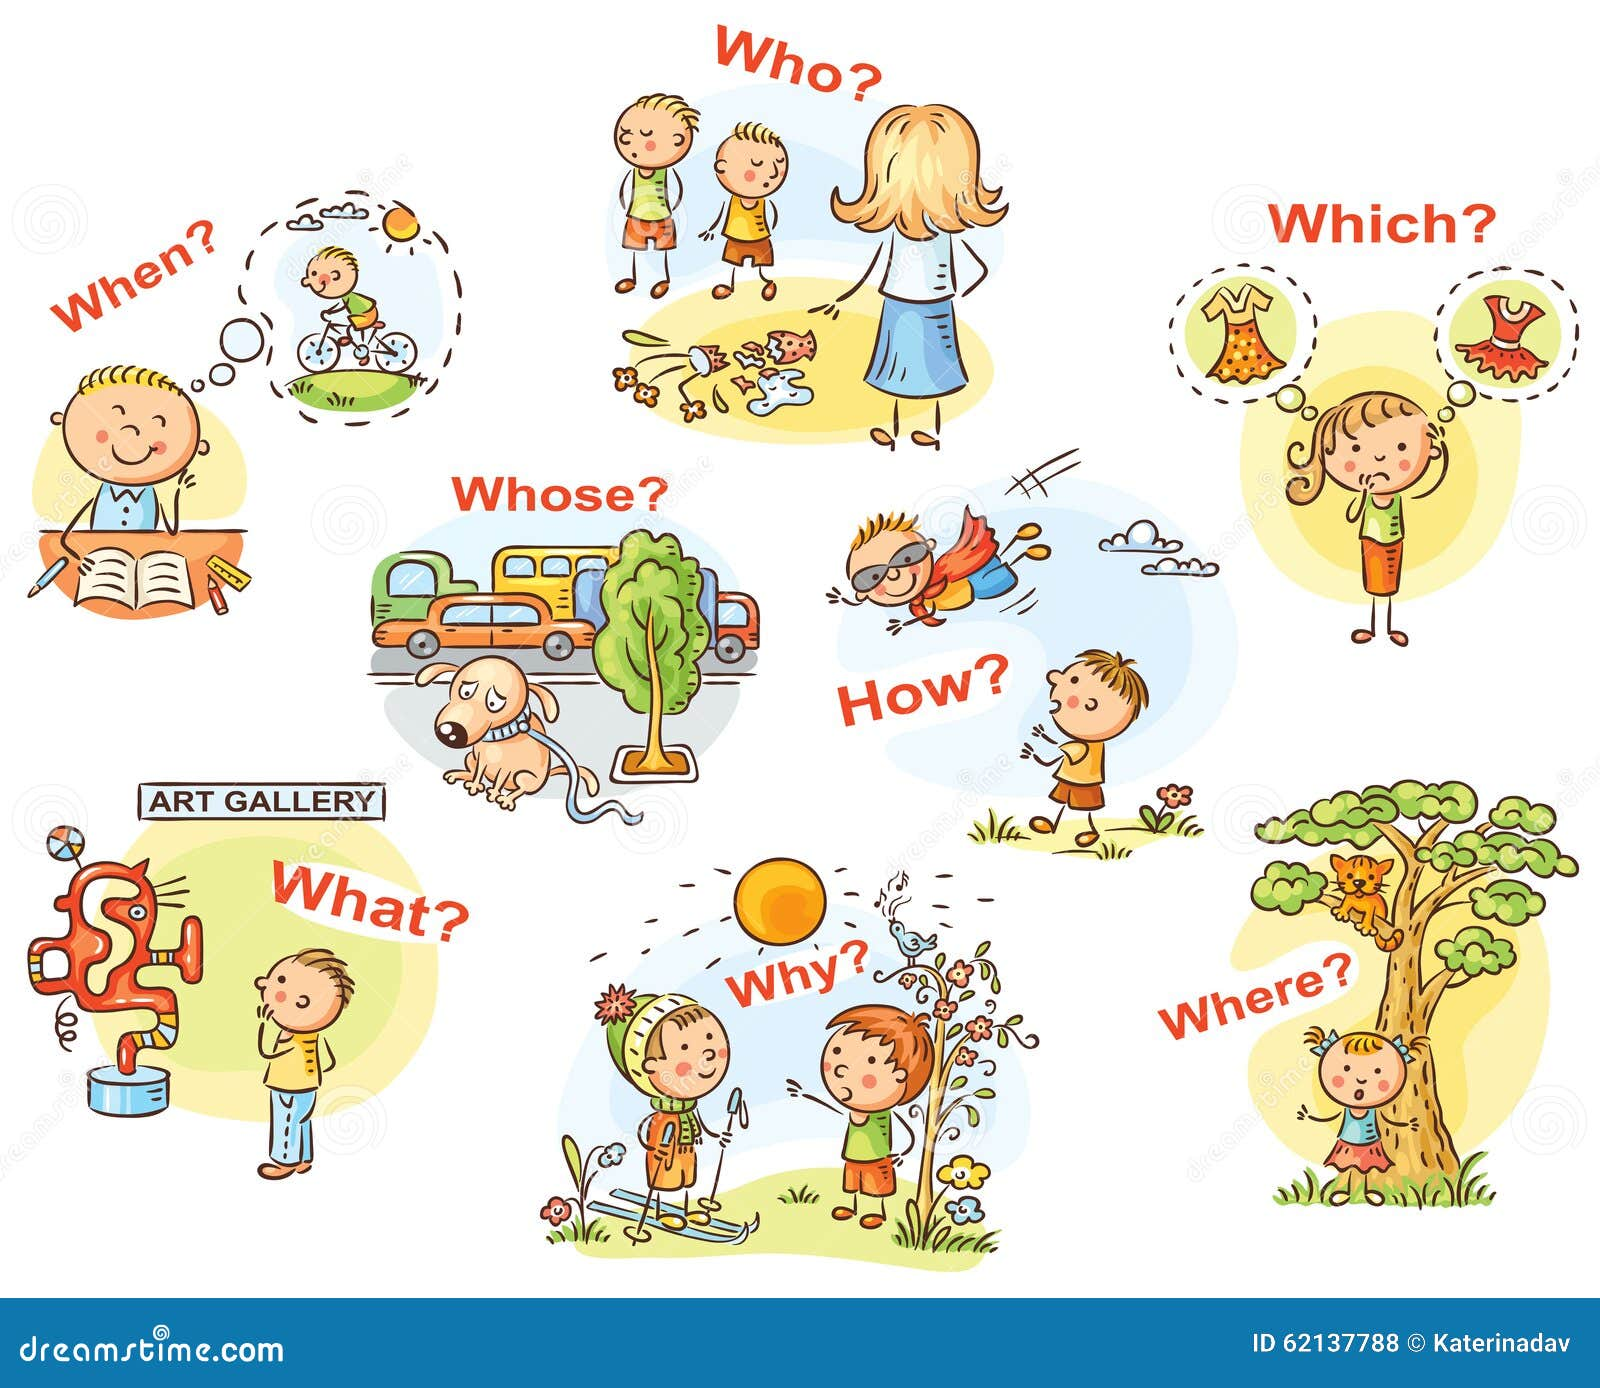 Who?
When?
Which?
Whose?
How?
ART GALLERY
What?
Why?
Where?
dreamstime.com
ID 62137788 © Katerinadav